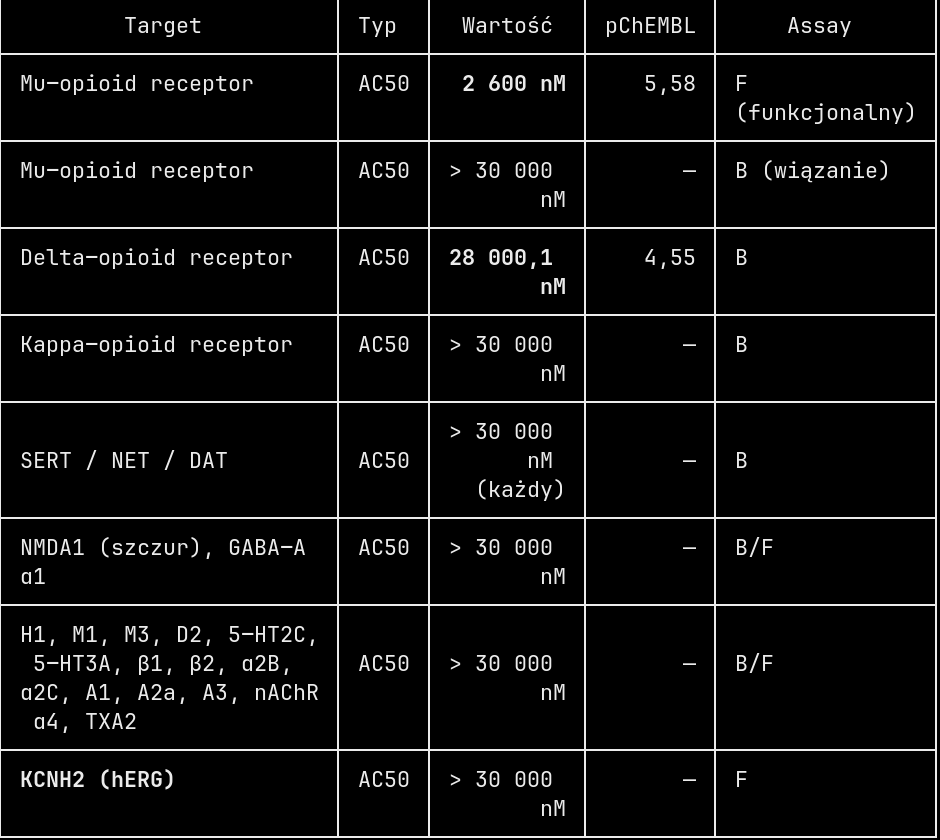 Target Typ Wartość pChEMBL Assay
Mu-opioid receptor AC50 2 600 nM 5,58 F
(funkcjonalny)
Mu-opioid receptor AC50 > 30 000 — B (wiązanie)
nM
Delta-opioid receptor AC50 28 000,1 4,55 B
nM
Kappa-opioid receptor AC50 > 30 000 — B
nM
> 30 000
SERT / NET / DAT AC50 nM — B
(każdy)
NMDA1 (szczur), GABA-A AC50 > 30 000 — B/F
α1 nM
H1, M1, M3, D2, 5-HT2C,
5-HT3A, β1, β2, α2B, AC50 > 30 000 — B/F
α2C, A1, A2a, A3, nAChR nM
α4, TXA2
KCNH2 (hERG) AC50 > 30 000 — F
nM